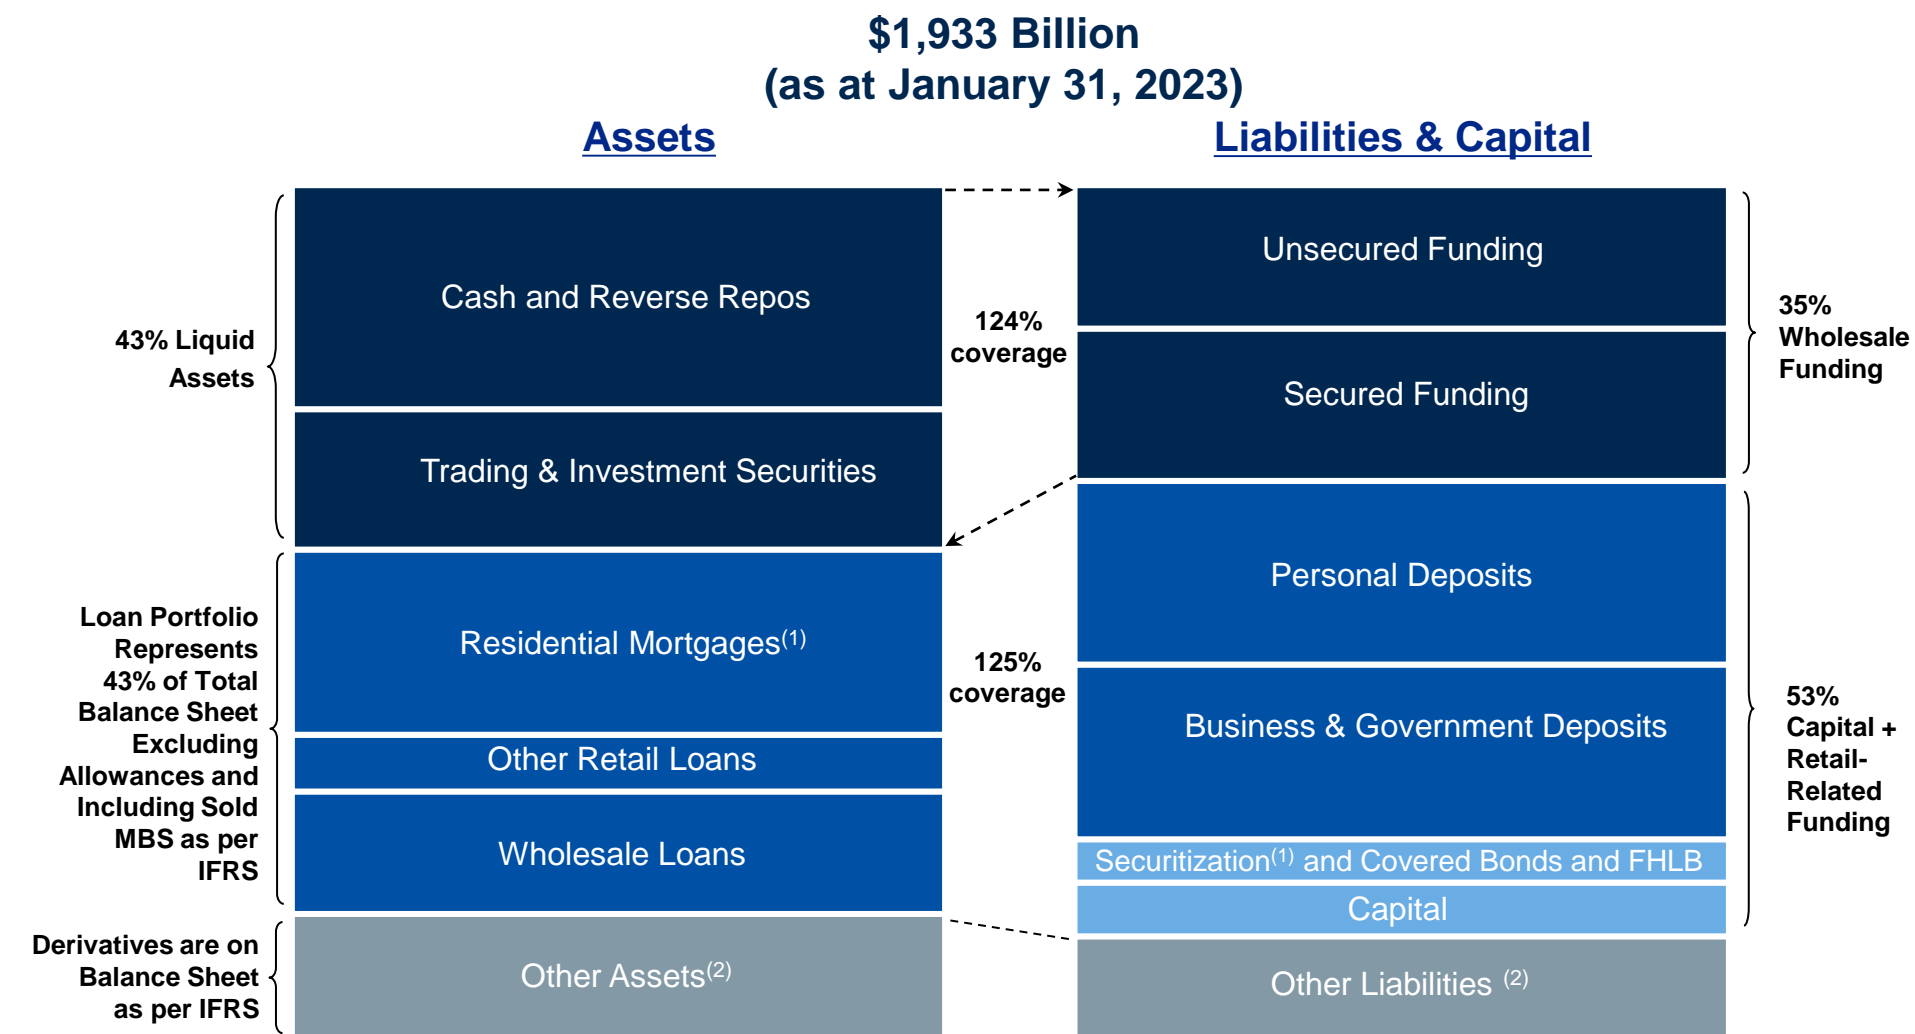 $1,933 Billion
(as at January 31, 2023)
Assets
Liabilities & Capital
43% Liquid
Assets
Cash and Reverse Repos
Trading & Investment Securities
124%
coverage
Unsecured Funding
Secured Funding
35%
Wholesale
Funding
Loan Portfolio
Represents
43% of Total
Balance Sheet
Excluding
Allowances and
Including Sold
MBS as per
IFRS
Residential Mortgages(1)
Other Retail Loans
Wholesale Loans
125%
coverage
Personal Deposits
Business & Government Deposits
Securitization(1) and Covered Bonds and FHLB
Capital
53%
Capital +
Retail-
Related
Funding
Derivatives are on
Balance Sheet
as per IFRS
Other Assets(2)
Other Liabilities (2)